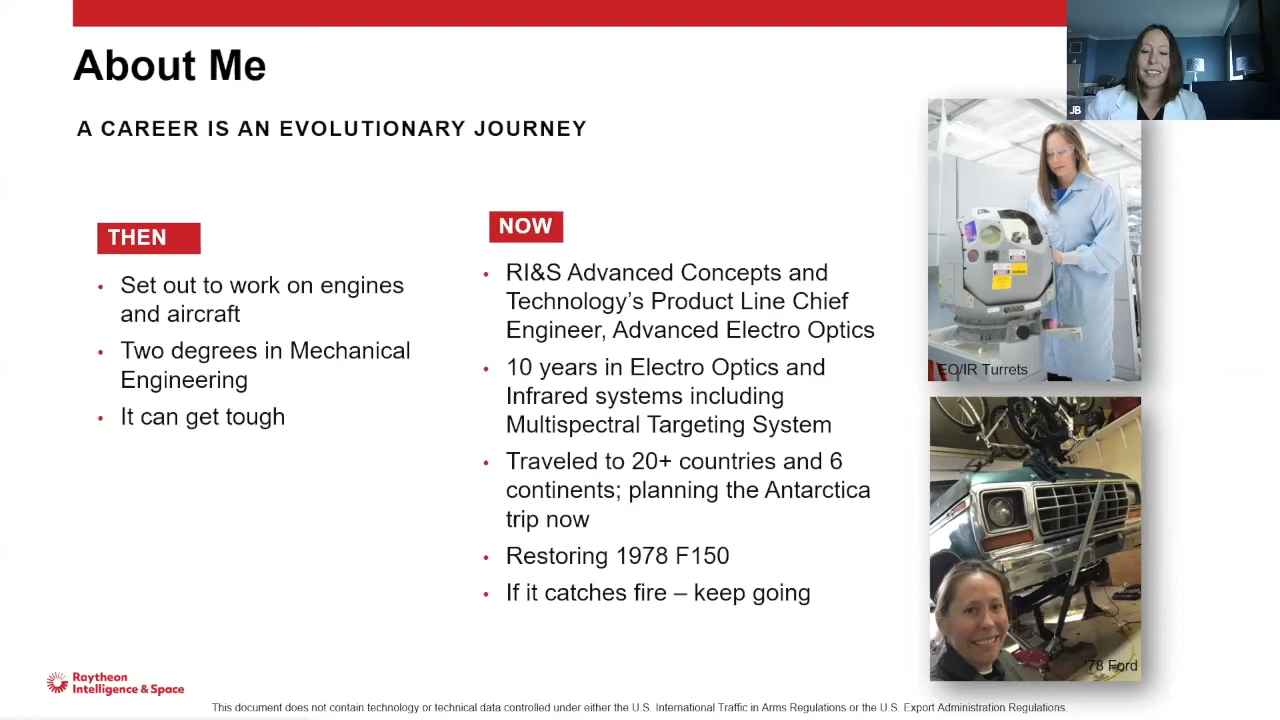 About Me
A CAREER IS AN EVOLUTIONARY JOURNEY
THEN
• Set out to work on engines
and aircraft
• Two degrees in Mechanical
Engineering
• It can get tough
NOW
• RI&S Advanced Concepts and
Technology’s Product Line Chief
Engineer, Advanced Electro Optics
• 10 years in Electro Optics and
Infrared systems including
Multispectral Targeting System
• Traveled to 20+ countries and 6
continents; planning the Antarctica
trip now
• Restoring 1978 F150
• If it catches fire – keep going
JB
EO/IR Turrets
'78 Ford
Raytheon
Intelligence & Space
This document does not contain technology or technical data controlled under either the U.S. International Traffic in Arms Regulations or the U.S. Export Administration Regulations.